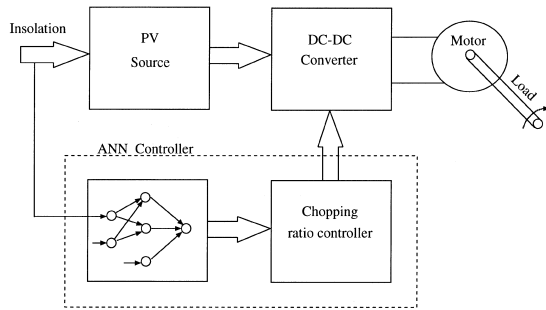 Insolation
PV
Source
DC-DC
Converter
Motor
Load
ANN Controller
Chopping
ratio controller